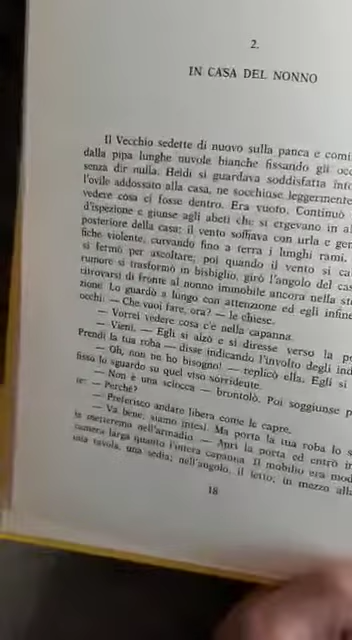 2.
IN CASA DEL NONNO
Il Vecchio sedette di nuovo sulla panca e comi
dalla pipa lunghe nuvole bianche fissando gli occ
senza dir nulla. Heidi si guardava soddisfatta into
l'ovile addossato alla casa, ne socchiuse leggermente
vedere cosa ci fosse dentro. Era vuoto. Continuò
d'ispezione e giunse agli abeti che si ergevano in al
posteriore della casa: il vento soffiava con urla e gem
fiche violente, curvando fino a terra i lunghi rami.
si fermò per ascoltare; poi quando il vento si ca
rumore si trasformò in bisbiglio, girò l'angolo del cas
ritrovarsi di fronte al nonno immobile ancora nella ste
zione. Lo guardò a lungo con attenzione ed egli infine
occhi. — Che vuoi fare, ora? — le chiese.
— Vorrei vedere cosa c'è nella capanna.
— Vieni. — Egli si alzò e si diresse verso la p
Prendi la tua roba — disse indicando l'involto degli ind
— Oh, non ne ho bisogno! — replicò ella. Egli si
fissò lo sguardo su quel viso sorridente.
— Non è una sciocca — brontolò. Poi soggiunse p
te: — Perché?
— Preferisco andare libera come le capre.
— Va bene, siamo intesi. Ma porta la tua roba lo s
la metteremo nell'armadio. — Aprì la porta ed entrò in
camera larga quanto l'intera capanna. Il mobilio era mod
una tavola, una sedia; nell'angolo, il letto; in mezzo alla
18